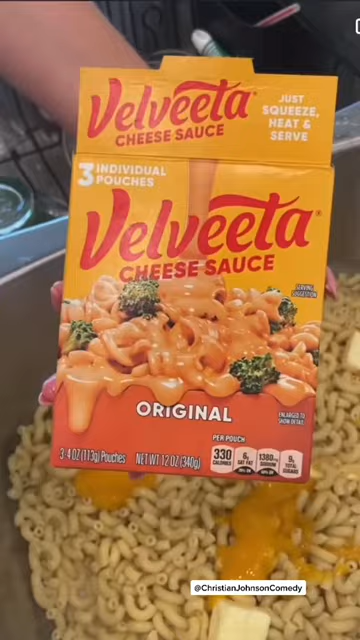 Velveeta®
CHEESE SAUCE
JUST
SQUEEZE,
HEAT &
SERVE
3 INDIVIDUAL
POUCHES
Velveeta®
CHEESE SAUCE
SERVING
SUGGESTION
ORIGINAL
ENLARGED TO
SHOW DETAIL
PER POUCH
330
CALORIES
6g
SAT FAT
1380mg
SODIUM
9g
TOTAL
SUGARS
3 4 OZ (113g) Pouches
NET WT 12 OZ (340g)
@ChristianJohnsonComedy